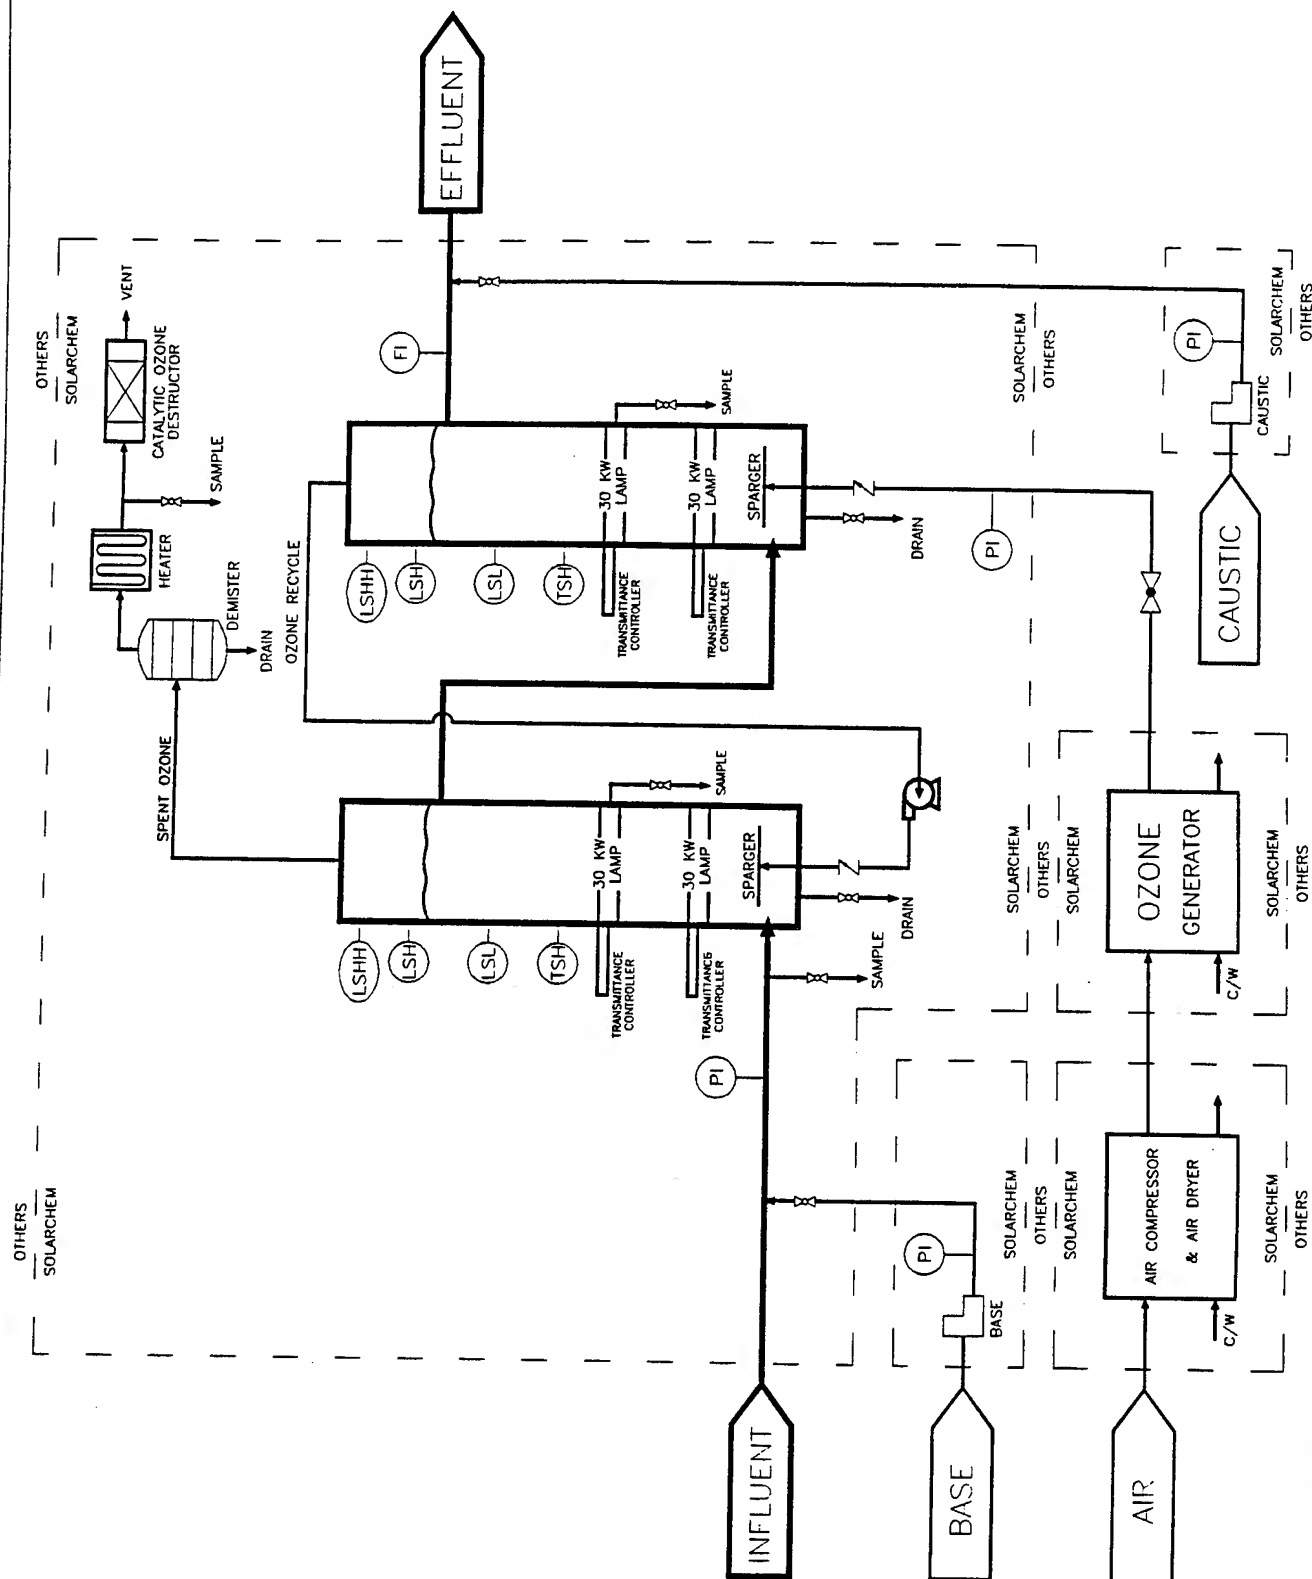 OTHERS
SOLARCHEM
OTHERS
SOLARCHEM
SPENT OZONE
DEMISTER
DRAIN
HEATER
SAMPLE
CATALYTIC OZONE
DESTRUCTOR
VENT
OZONE RECYCLE
LSHH
LSH
LSL
TSH
TRANSMITTANCE
CONTROLLER
30 KW
LAMP
SAMPLE
TRANSMITTANCE
CONTROLLER
30 KW
LAMP
SPARGER
DRAIN
SAMPLE
LSHH
LSH
LSL
TSH
TRANSMITTANCE
CONTROLLER
30 KW
LAMP
SAMPLE
TRANSMITTANCE
CONTROLLER
30 KW
LAMP
SPARGER
DRAIN
FI
EFFLUENT
INFLUENT
PI
BASE
BASE
PI
PI
SOLARCHEM
OTHERS
SOLARCHEM
SOLARCHEM
OTHERS
SOLARCHEM
SOLARCHEM
OTHERS
AIR
AIR COMPRESSOR
& AIR DRYER
C/W
SOLARCHEM
OTHERS
OZONE
GENERATOR
C/W
SOLARCHEM
OTHERS
CAUSTIC
CAUSTIC
PI
SOLARCHEM
OTHERS